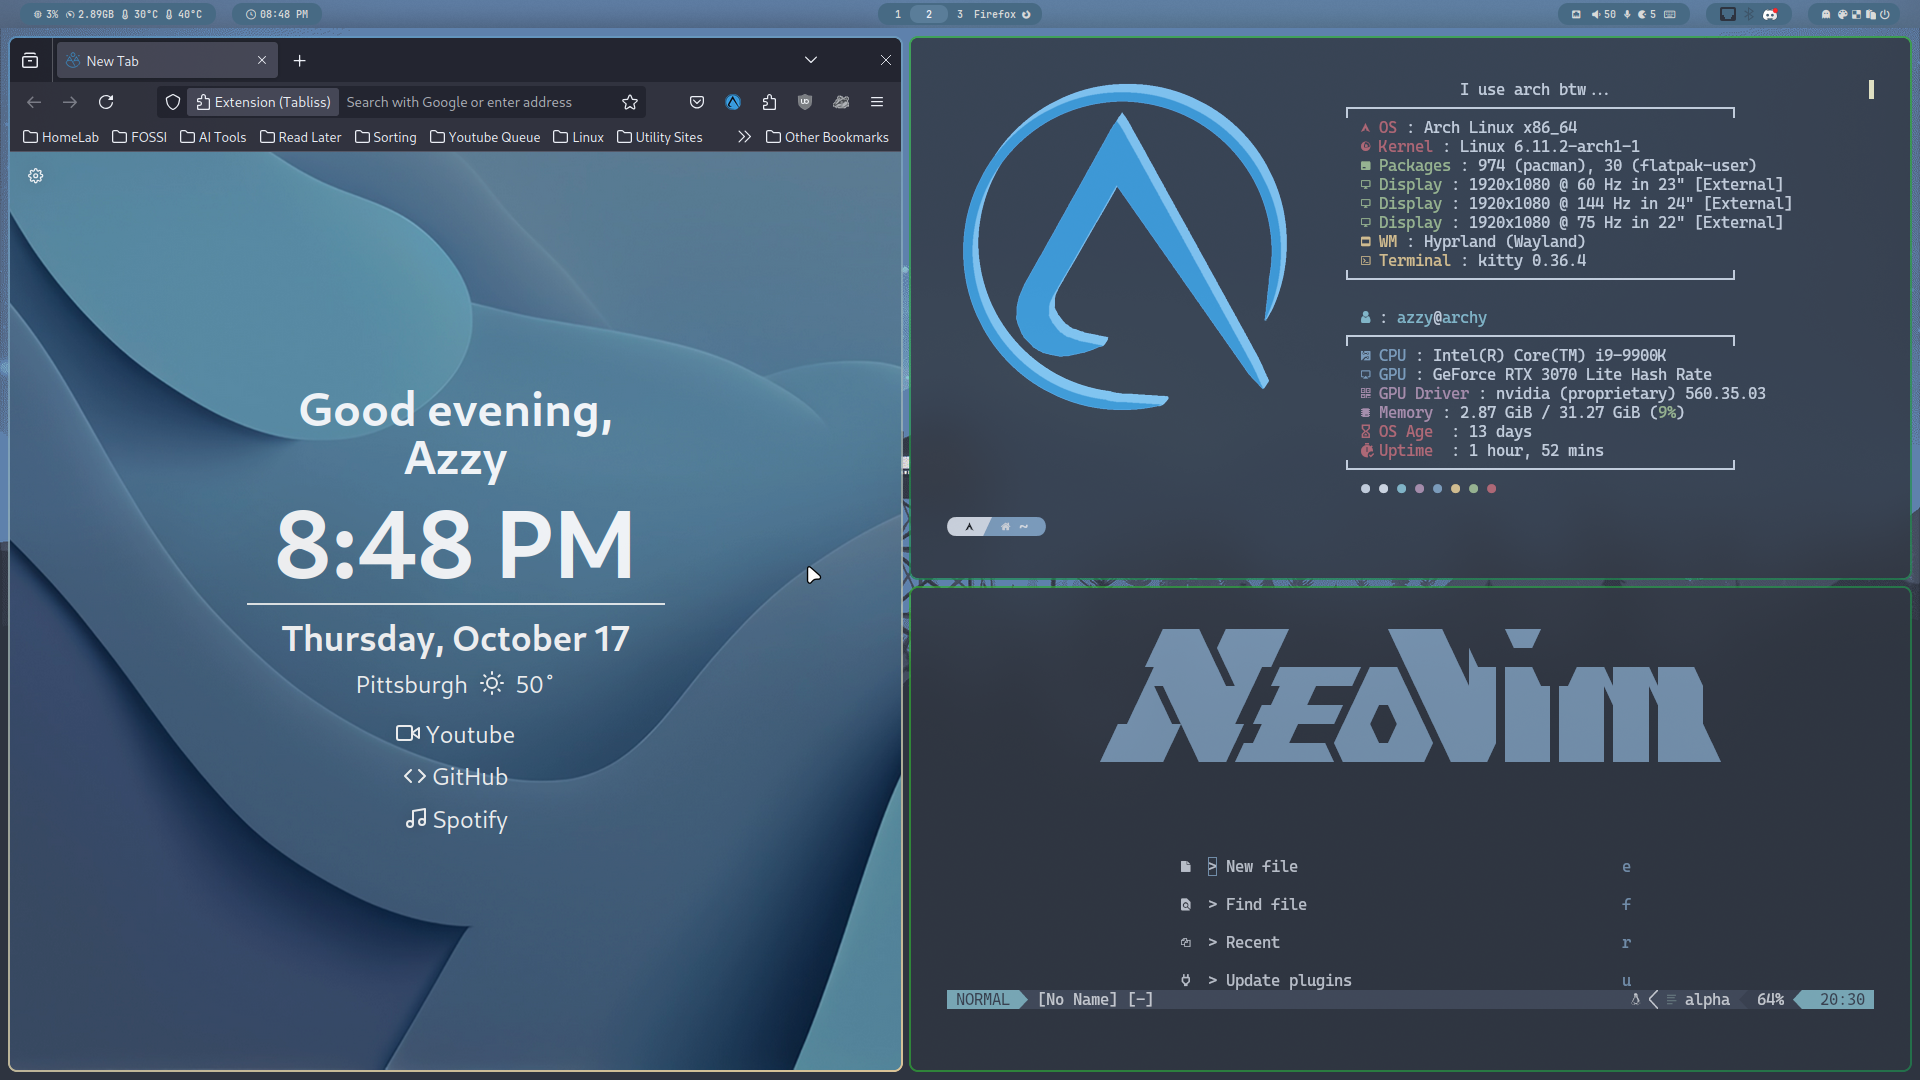 3% 2.89GB 30°C 40°C
08:48 PM
1 2 3 Firefox
50 5
New Tab
Extension (Tabliss) Search with Google or enter address
HomeLab FOSSI AI Tools Read Later Sorting Youtube Queue Linux Utility Sites Other Bookmarks
Good evening,
Azzy
8:48 PM
Thursday, October 17
Pittsburgh 50°
Youtube
GitHub
Spotify
I use arch btw...
OS : Arch Linux x86_64
Kernel : Linux 6.11.2-arch1-1
Packages : 974 (pacman), 30 (flatpak-user)
Display : 1920x1080 @ 60 Hz in 23" [External]
Display : 1920x1080 @ 144 Hz in 24" [External]
Display : 1920x1080 @ 75 Hz in 22" [External]
WM : Hyprland (Wayland)
Terminal : kitty 0.36.4
: azzy@archy
CPU : Intel(R) Core(TM) i9-9900K
GPU : GeForce RTX 3070 Lite Hash Rate
GPU Driver : nvidia (proprietary) 560.35.03
Memory : 2.87 GiB / 31.27 GiB (9%)
OS Age : 13 days
Uptime : 1 hour, 52 mins
~
NEOVIM
> New file e
> Find file f
> Recent r
> Update plugins u
NORMAL [No Name] [-] alpha 64% 20:30